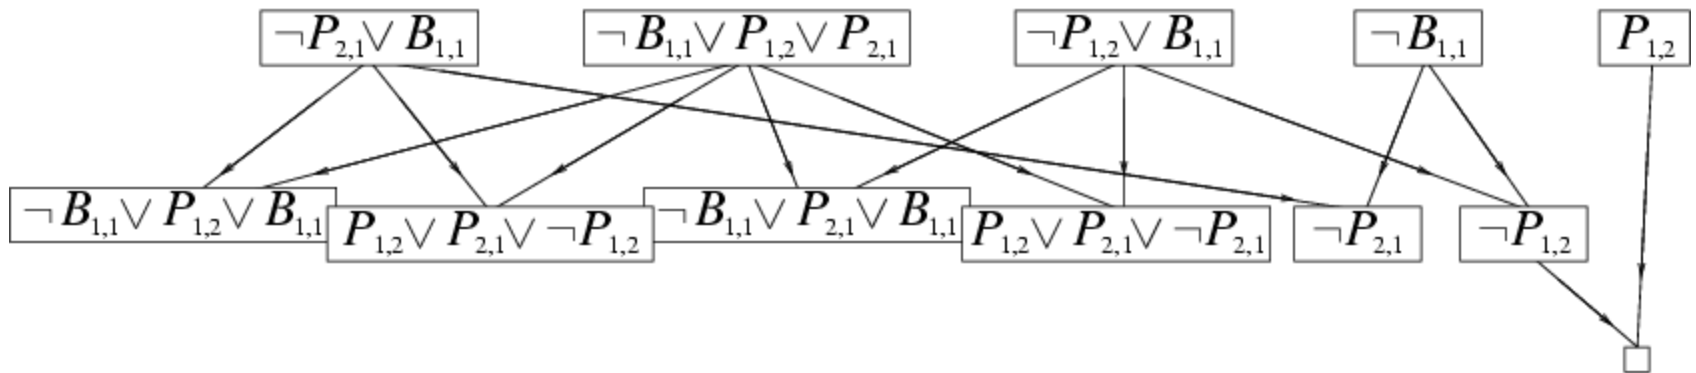 ¬P2,1 ∨ B1,1 ¬B1,1 ∨ P1,2 ∨ P2,1 ¬P1,2 ∨ B1,1 ¬B1,1 P1,2
¬B1,1 ∨ P1,2 ∨ B1,1 P1,2 ∨ P2,1 ∨ ¬P1,2 ¬B1,1 ∨ P2,1 ∨ B1,1 P1,2 ∨ P2,1 ∨ ¬P2,1 ¬P2,1 ¬P1,2